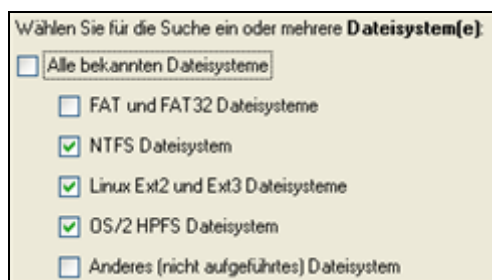 Wählen Sie für die Suche ein oder mehrere Dateisystem(e):
Alle bekannten Dateisysteme
FAT und FAT32 Dateisysteme
NTFS Dateisystem
Linux Ext2 und Ext3 Dateisysteme
OS/2 HPFS Dateisystem
Anderes (nicht aufgeführtes) Dateisystem